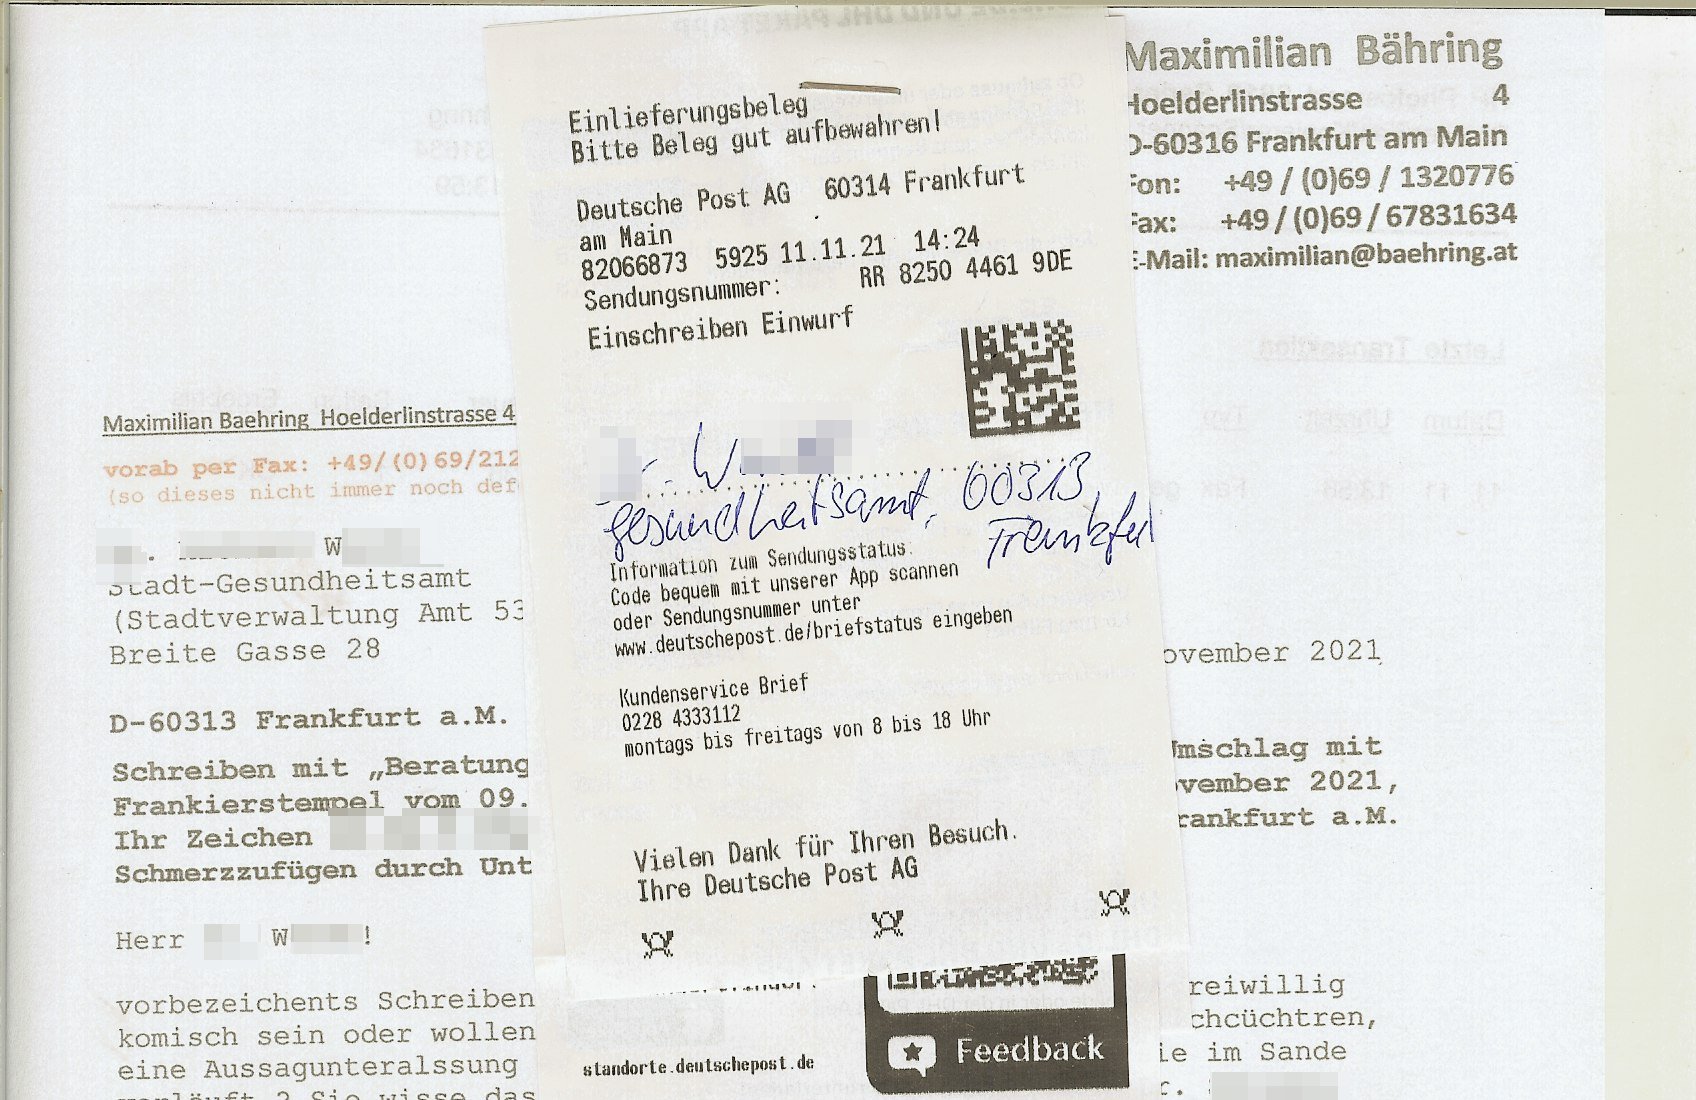 Maximilian Bähring
Hoelderlinstrasse 4
D-60316 Frankfurt am Main
Fon: +49 / (0)69 / 1320776
Fax: +49 / (0)69 / 67831634
E-Mail: maximilian@baehring.at
Einlieferungsbeleg
Bitte Beleg gut aufbewahren!
Deutsche Post AG 60314 Frankfurt
am Main
82066873 5925 11.11.21 14:24
Sendungsnummer: RR 8250 4461 9DE
Einschreiben Einwurf
W
gesundheitsamt, 60313
Frankfu
Information zum Sendungsstatus:
Code bequem mit unserer App scannen
oder Sendungsnummer unter
www.deutschepost.de/briefstatus eingeben
Kundenservice Brief
0228 4333112
montags bis freitags von 8 bis 18 Uhr
Vielen Dank für Ihren Besuch.
Ihre Deutsche Post AG
standorte.deutschepost.de
Feedback
Maximilian Baehring Hoelderlinstrasse 4
vorab per Fax: +49/(0)69/212
(so dieses nicht immer noch def
W
Stadt-Gesundheitsamt
(Stadtverwaltung Amt 53
Breite Gasse 28
ovember 2021
D-60313 Frankfurt a.M.
Schreiben mit „Beratung Umschlag mit
Frankierstempel vom 09. ovember 2021,
Ihr Zeichen rankfurt a.M.
Schmerzzufügen durch Unt
Herr W !
vorbezeichents Schreiben reiwillig
komisch sein oder wollen chcüchtren,
eine Aussagunteralssung ie im Sande
verläuft ? Sie wisse das